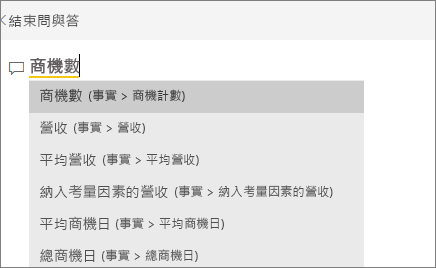 結束問與答
商機數
商機數 (事實 > 商機計數)
營收 (事實 > 營收)
平均營收 (事實 > 平均營收)
納入考量因素的營收 (事實 > 納入考量因素的營收)
平均商機日 (事實 > 平均商機日)
總商機日 (事實 > 總商機日)